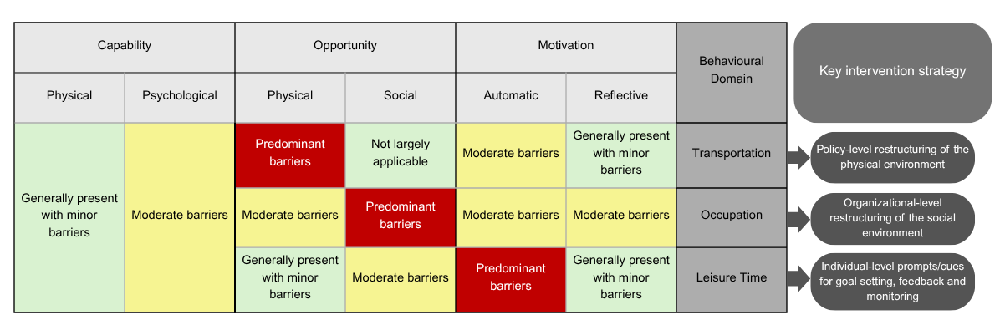 Capability
Opportunity
Motivation
Behavioural
Domain
Key intervention strategy
Physical
Psychological
Physical
Social
Automatic
Reflective
Generally present
with minor
barriers
Moderate barriers
Predominant
barriers
Not largely
applicable
Moderate barriers
Generally present
with minor
barriers
Transportation
Policy-level restructuring of the
physical environment
Moderate barriers
Predominant
barriers
Moderate barriers
Moderate barriers
Occupation
Organizational-level
restructuring of the social
environment
Generally present
with minor
barriers
Moderate barriers
Predominant
barriers
Generally present
with minor
barriers
Leisure Time
Individual-level prompts/cues
for goal setting, feedback and
monitoring